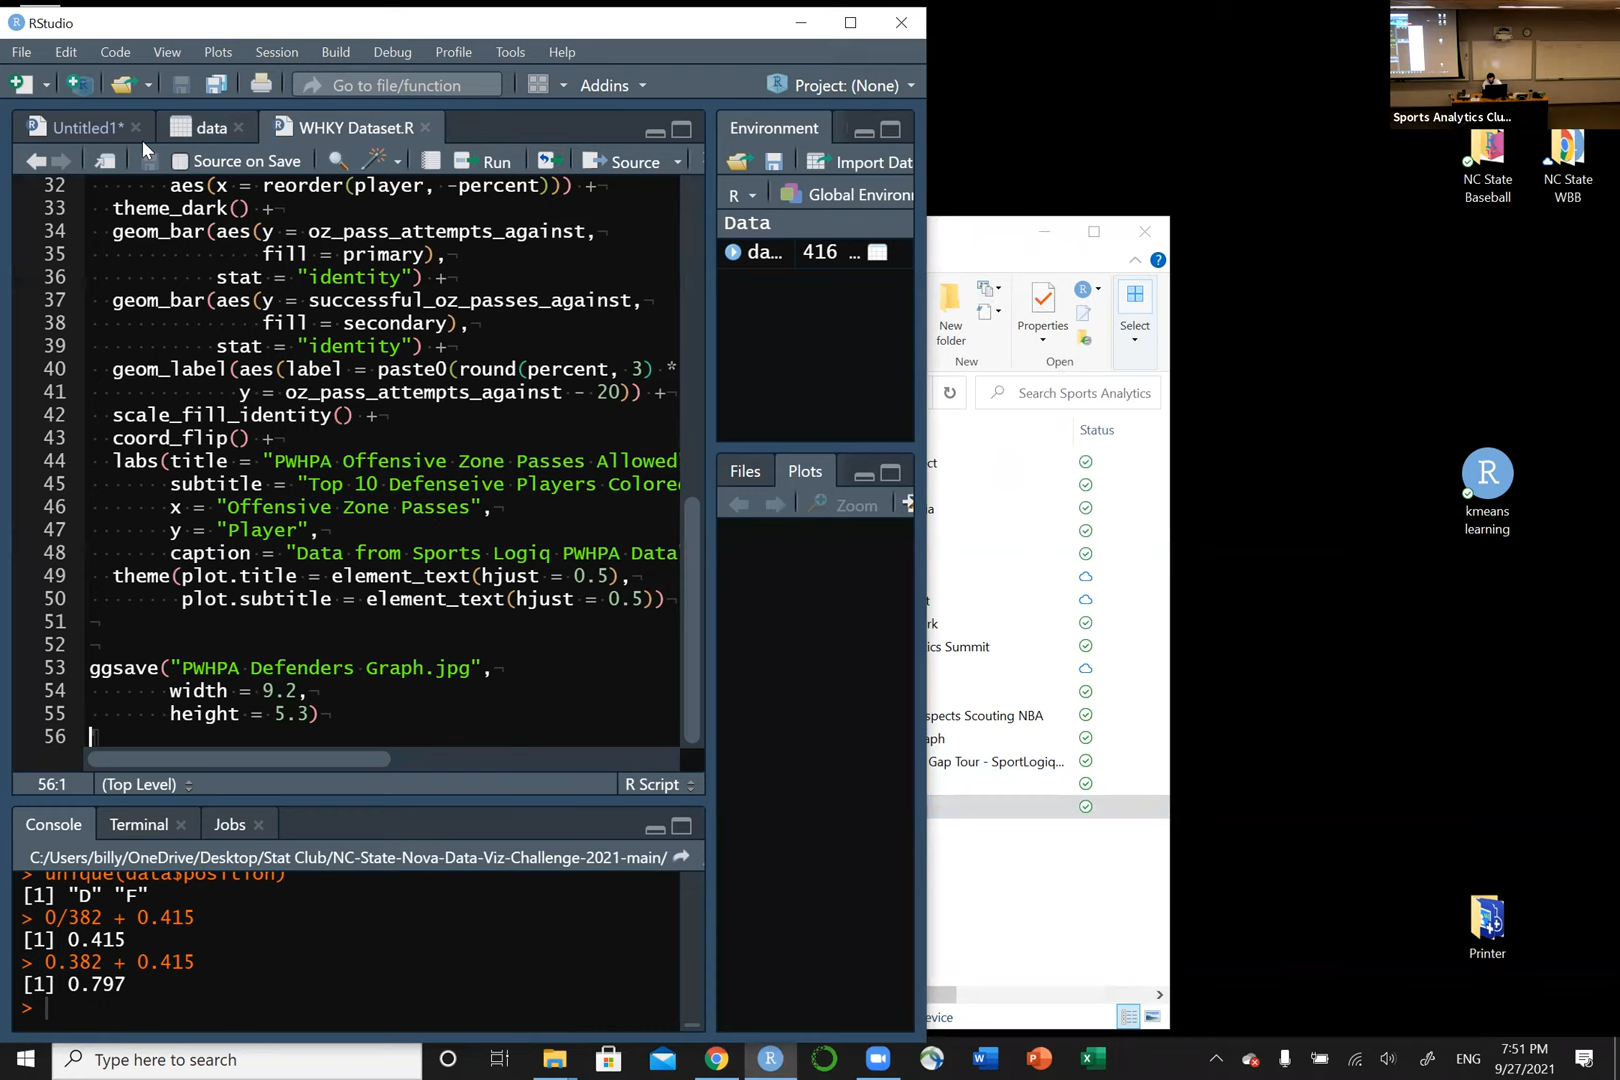 RStudio
File Edit Code View Plots Session Build Debug Profile Tools Help
Go to file/function
Addins
Project: (None)
Untitled1*
data
WHKY Dataset.R
Source on Save
Run
Source
32 aes(x = reorder(player, -percent))) +
33 theme_dark() +
34 geom_bar(aes(y = oz_pass_attempts_against,
35 fill = primary),
36 stat = "identity") +
37 geom_bar(aes(y = successful_oz_passes_against,
38 fill = secondary),
39 stat = "identity") +
40 geom_label(aes(label = paste0(round(percent, 3) *
41 y = oz_pass_attempts_against - 20)) +
42 scale_fill_identity() +
43 coord_flip() +
44 labs(title = "PWHPA Offensive Zone Passes Allowed"
45 subtitle = "Top 10 Defenseive Players Colored
46 x = "Offensive Zone Passes",
47 y = "Player",
48 caption = "Data from Sports Logiq PWHPA Data
49 theme(plot.title = element_text(hjust = 0.5),
50 plot.subtitle = element_text(hjust = 0.5))
51
52
53 ggsave("PWHPA Defenders Graph.jpg",
54 width = 9.2,
55 height = 5.3)
56
56:1
(Top Level)
R Script
Console Terminal Jobs
C:/Users/billy/OneDrive/Desktop/Stat Club/NC-State-Nova-Data-Viz-Challenge-2021-main/
> unique(data$position)
[1] "D" "F"
> 0/382 + 0.415
[1] 0.415
> 0.382 + 0.415
[1] 0.797
>
Environment
Import Dat
R
Global Environ
Data
da... 416 ...
Files Plots
Zoom
New folder
Properties
Select
New
Open
Search Sports Analytics
Status
ct
a
t
rk
ics Summit
spects Scouting NBA
aph
Gap Tour - SportLogiq...
evice
Sports Analytics Clu...
NC State Baseball
NC State WBB
R
kmeans learning
Printer
Type here to search
ENG
7:51 PM
9/27/2021